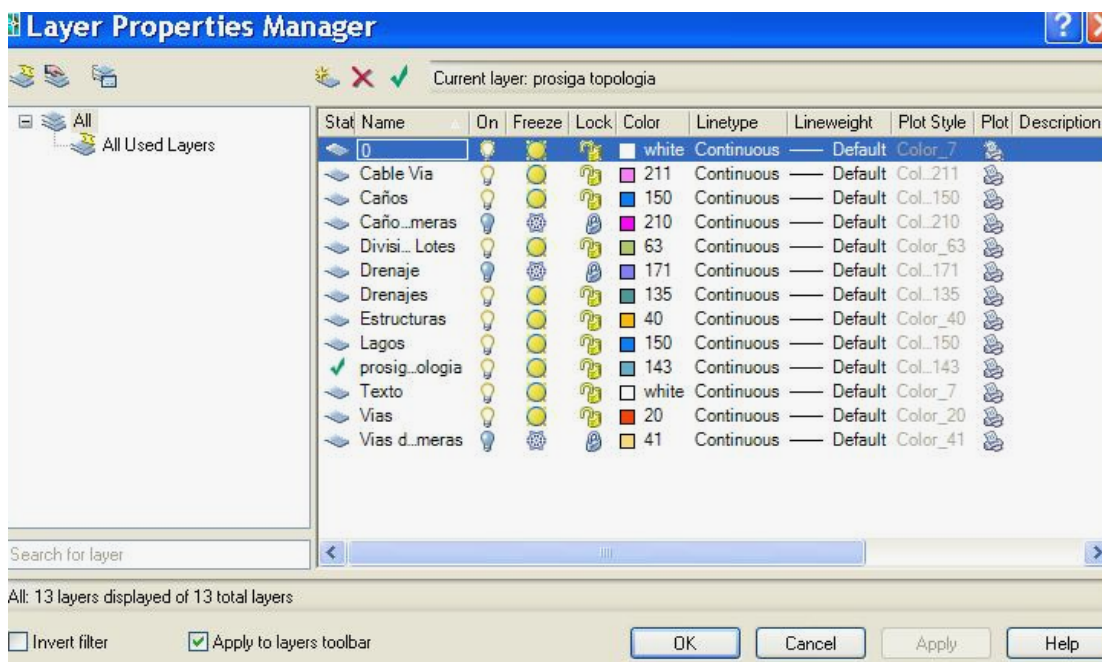 Layer Properties Manager
Current layer: prosiga topologia
All
All Used Layers
Stat Name On Freeze Lock Color Linetype Lineweight Plot Style Plot Description
0 white Continuous Default Color_7
Cable Via 211 Continuous Default Col...211
Caños 150 Continuous Default Col...150
Caño...meras 210 Continuous Default Col...210
Divisi... Lotes 63 Continuous Default Color_63
Drenaje 171 Continuous Default Col...171
Drenajes 135 Continuous Default Col...135
Estructuras 40 Continuous Default Color_40
Lagos 150 Continuous Default Col...150
prosig...ologia 143 Continuous Default Col...143
Texto white Continuous Default Color_7
Vias 20 Continuous Default Color_20
Vias d...meras 41 Continuous Default Color_41
Search for layer
All: 13 layers displayed of 13 total layers
Invert filter Apply to layers toolbar OK Cancel Apply Help